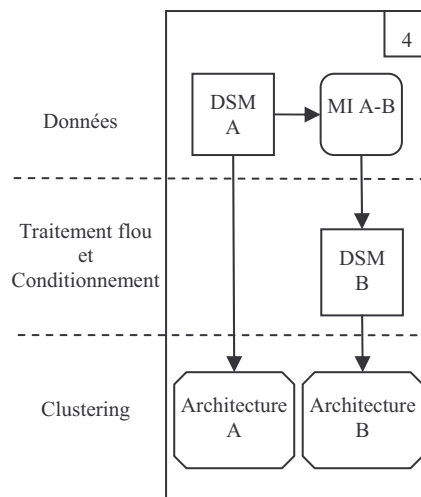 4
DSM
A
MI A-B
Données
Traitement flou
et
Conditionnement
DSM
B
Clustering
Architecture
A
Architecture
B